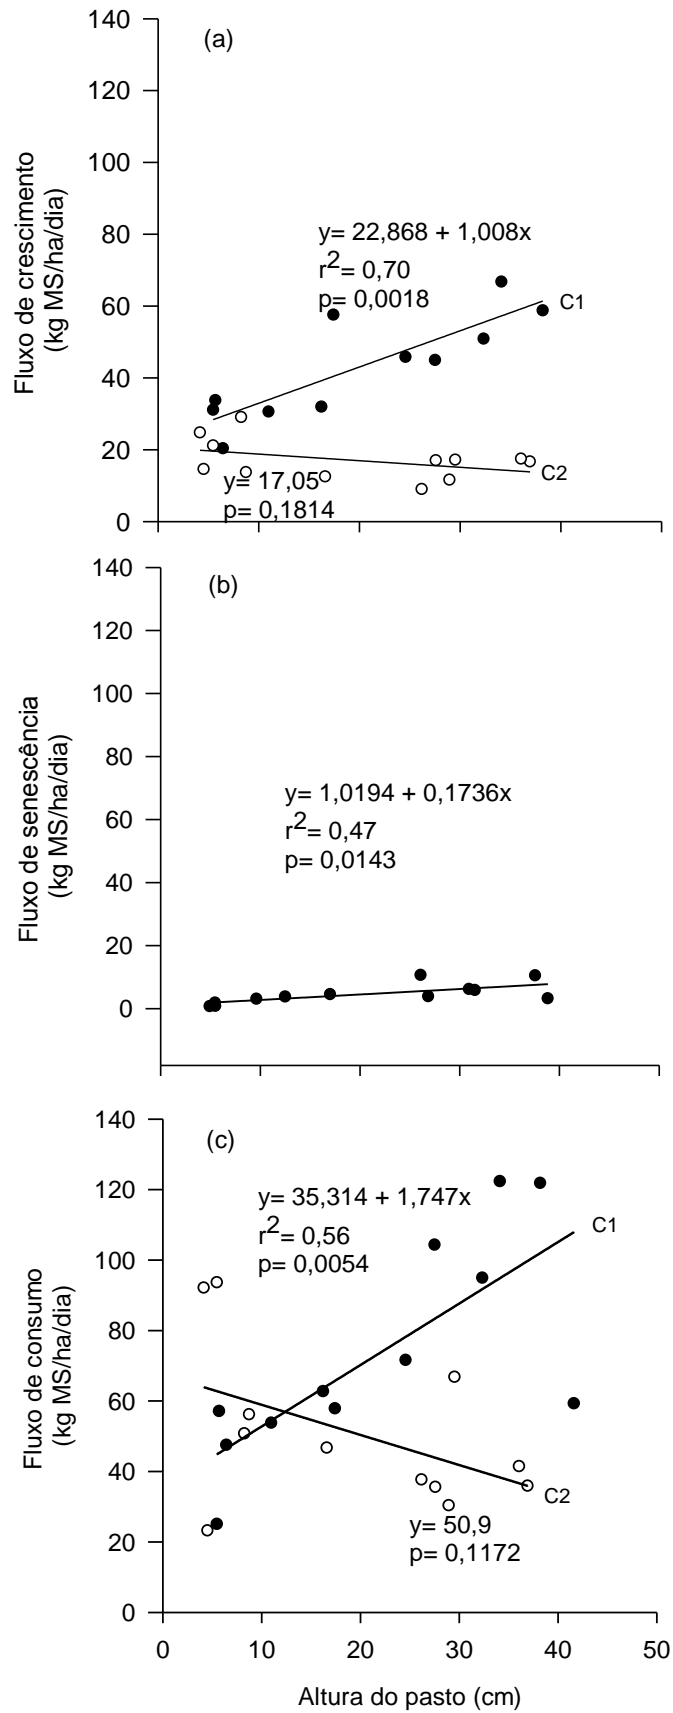 140
(a)
120
100
80
60
40
20
0
Fluxo de crescimento
(kg MS/ha/dia)
y= 22,868 + 1,008x
r2= 0,70
p= 0,0018
C1
C2
y= 17,05
p= 0,1814
140
(b)
120
100
80
60
40
20
0
Fluxo de senescência
(kg MS/ha/dia)
y= 1,0194 + 0,1736x
r2= 0,47
p= 0,0143
140
(c)
120
100
80
60
40
20
0
Fluxo de consumo
(kg MS/ha/dia)
y= 35,314 + 1,747x
r2= 0,56
p= 0,0054
C1
C2
y= 50,9
p= 0,1172
0 10 20 30 40 50
Altura do pasto (cm)